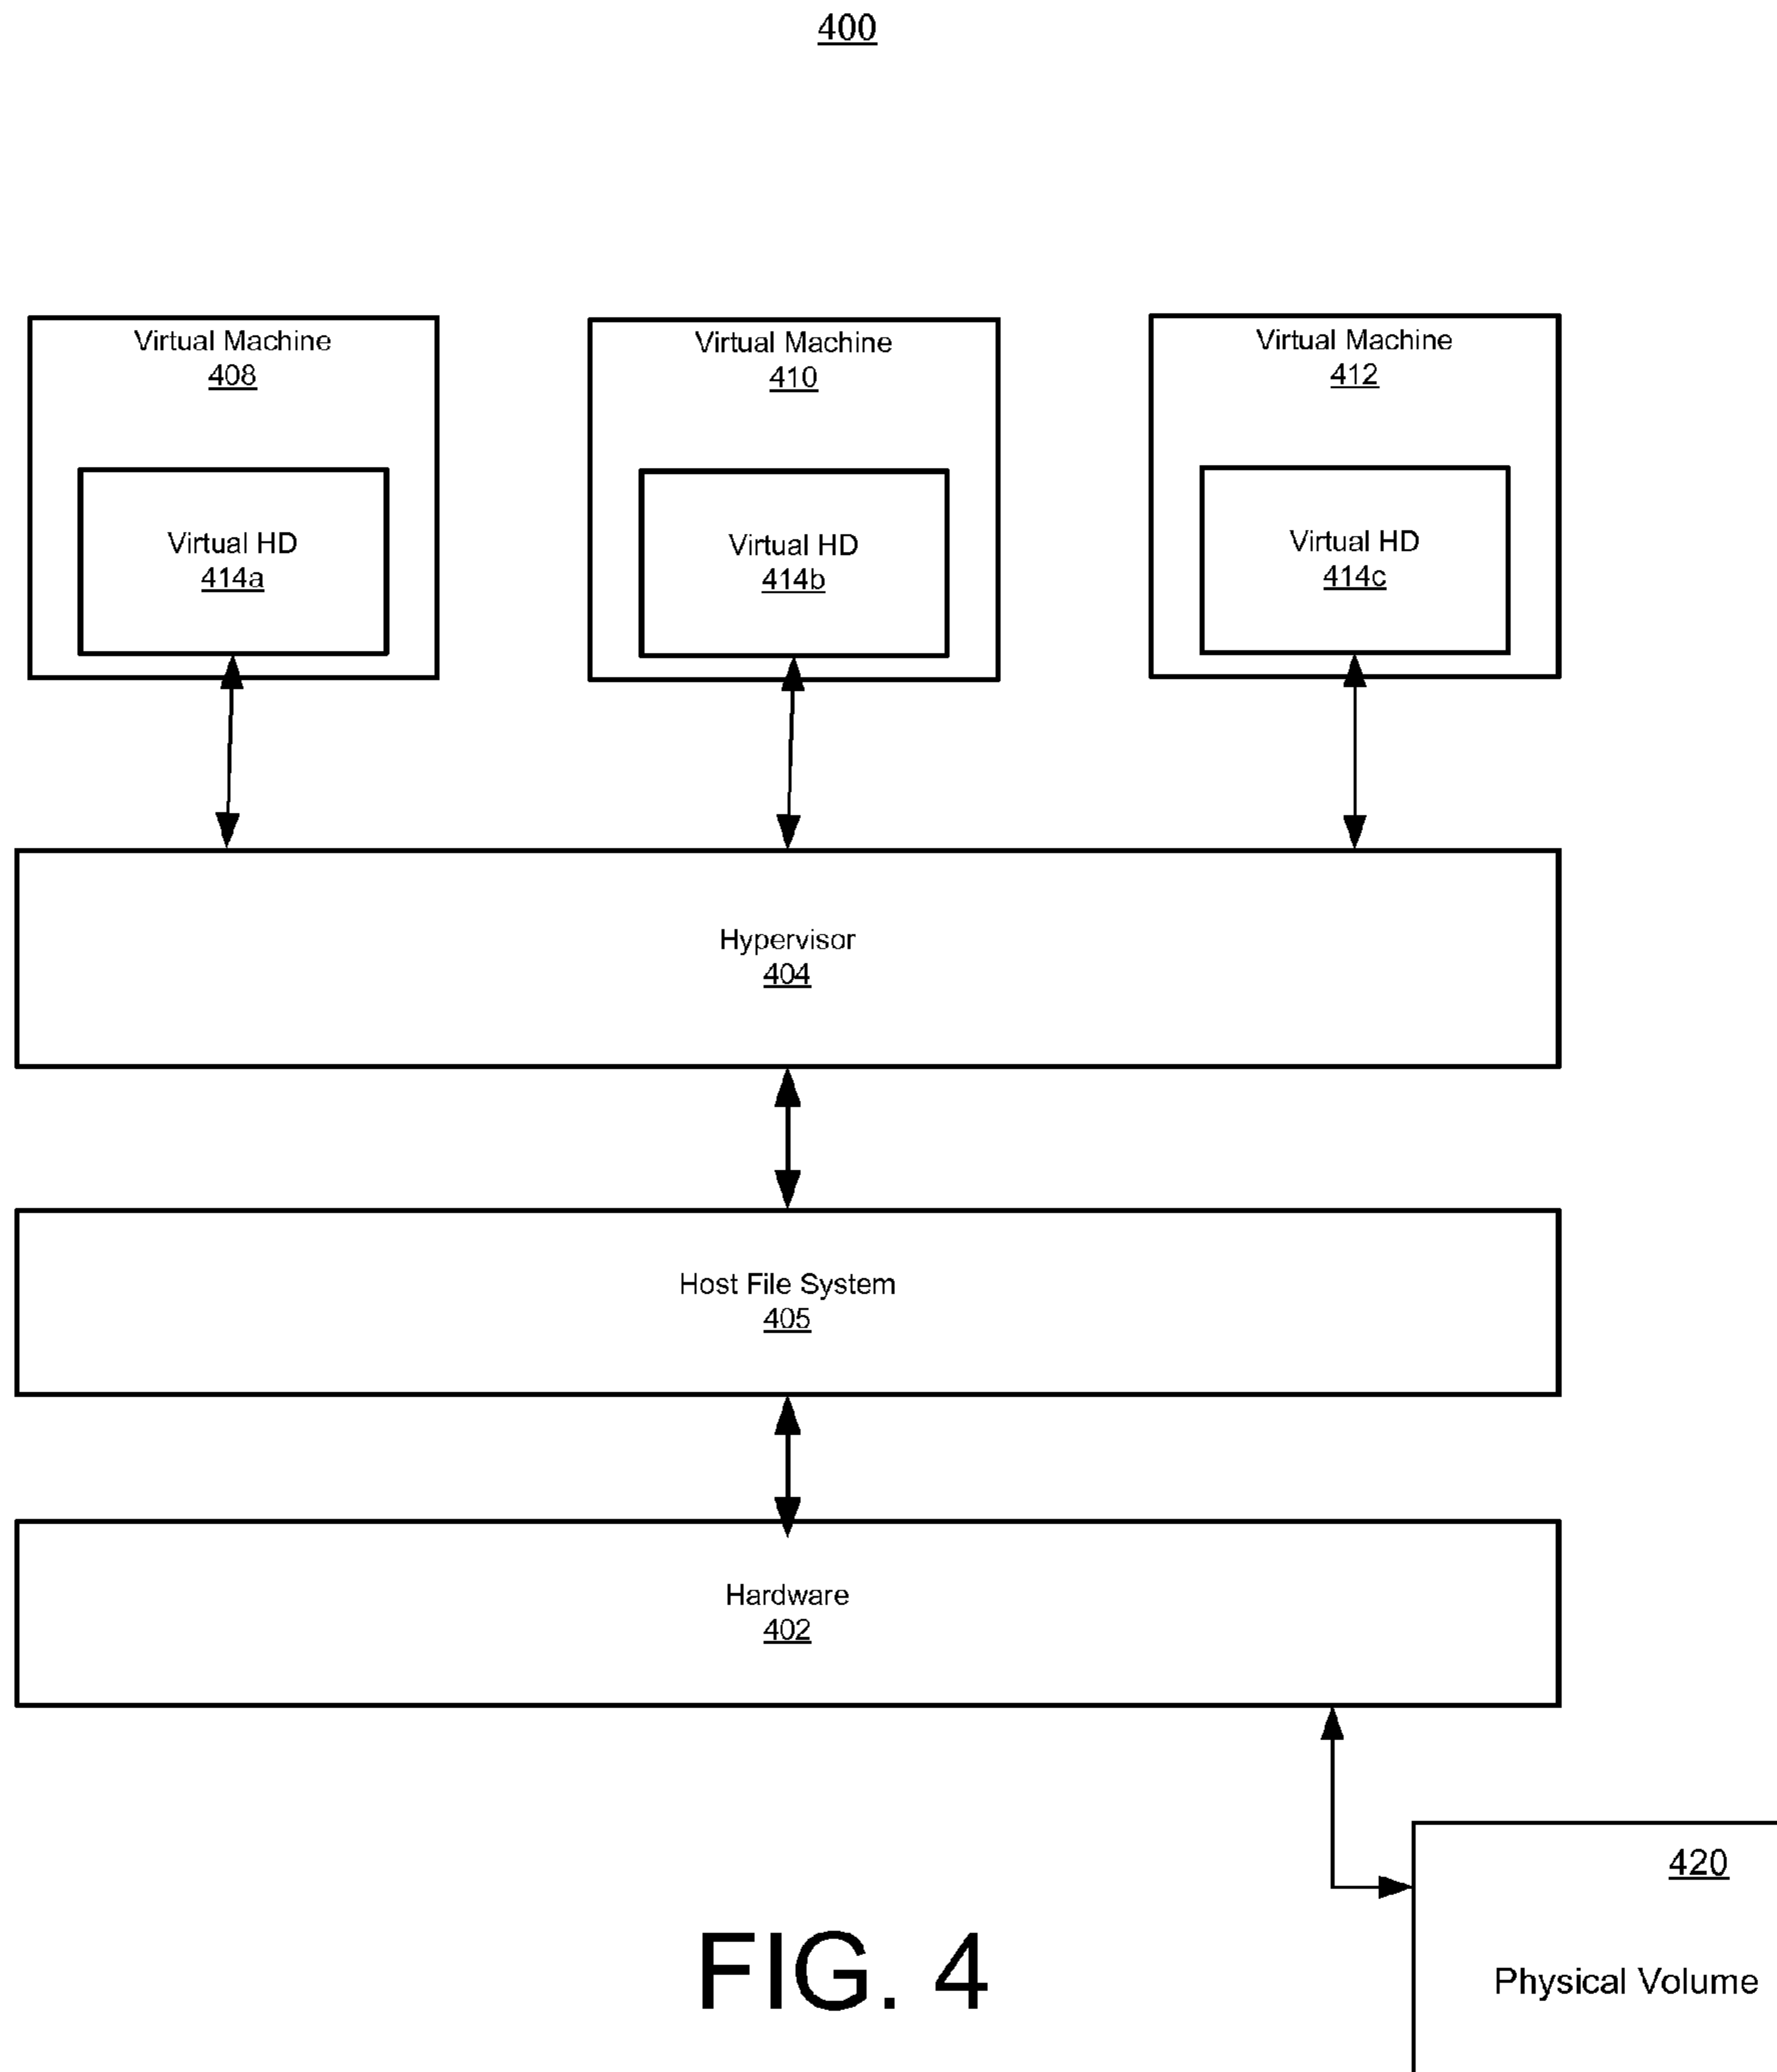 400
Virtual Machine
408
Virtual HD
414a
Virtual Machine
410
Virtual HD
414b
Virtual Machine
412
Virtual HD
414c
Hypervisor
404
Host File System
405
Hardware
402
420
Physical Volume
FIG. 4